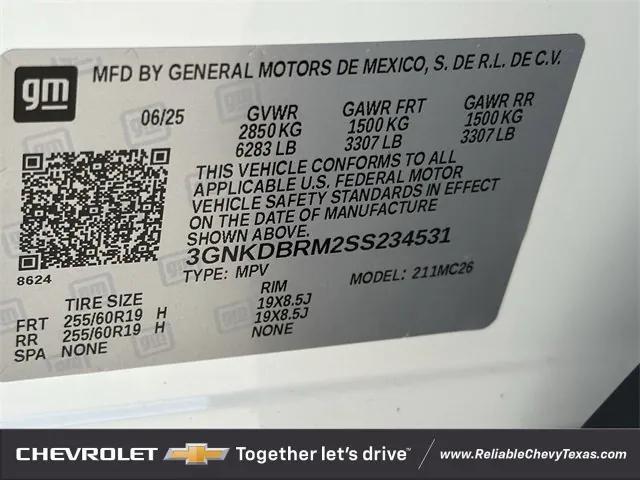 gm
MFD BY GENERAL MOTORS DE MEXICO, S. DE R.L. DE C.V.
06/25 GVWR GAWR FRT GAWR RR
2850 KG 1500 KG 1500 KG
6283 LB 3307 LB 3307 LB
THIS VEHICLE CONFORMS TO ALL
APPLICABLE U.S. FEDERAL MOTOR
VEHICLE SAFETY STANDARDS IN EFFECT
ON THE DATE OF MANUFACTURE
SHOWN ABOVE.
3GNKDBRM2SS234531
8624
TYPE: MPV MODEL: 211MC26
TIRE SIZE RIM
FRT 255/60R19 H 19X8.5J
RR 255/60R19 H 19X8.5J
SPA NONE NONE
CHEVROLET Together let's drive™ www.ReliableChevyTexas.com